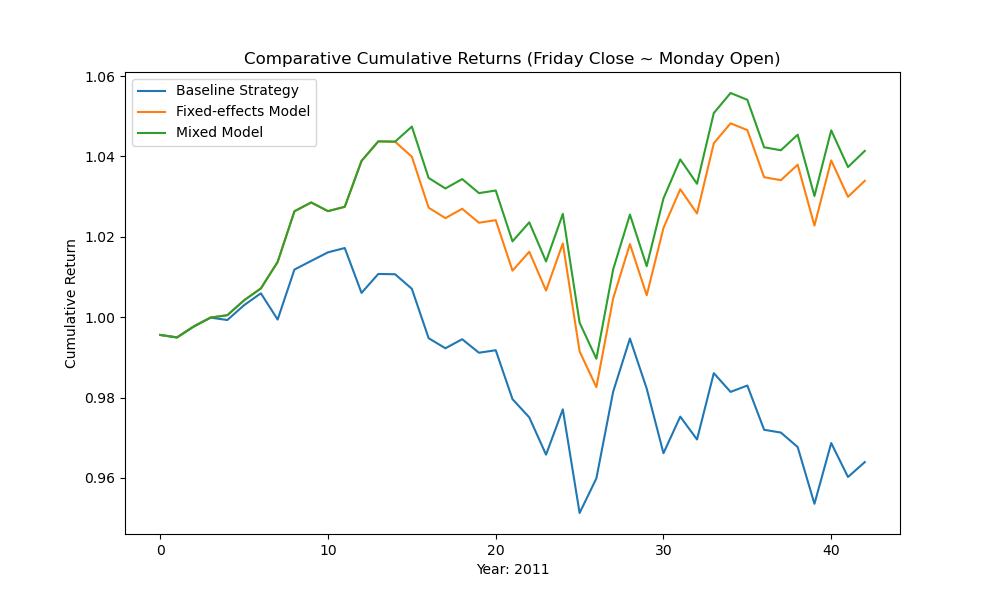 Comparative Cumulative Returns (Friday Close ~ Monday Open)
Baseline Strategy
Fixed-effects Model
Mixed Model
Cumulative Return
1.06
1.04
1.02
1.00
0.98
0.96
0 10 20 30 40
Year: 2011